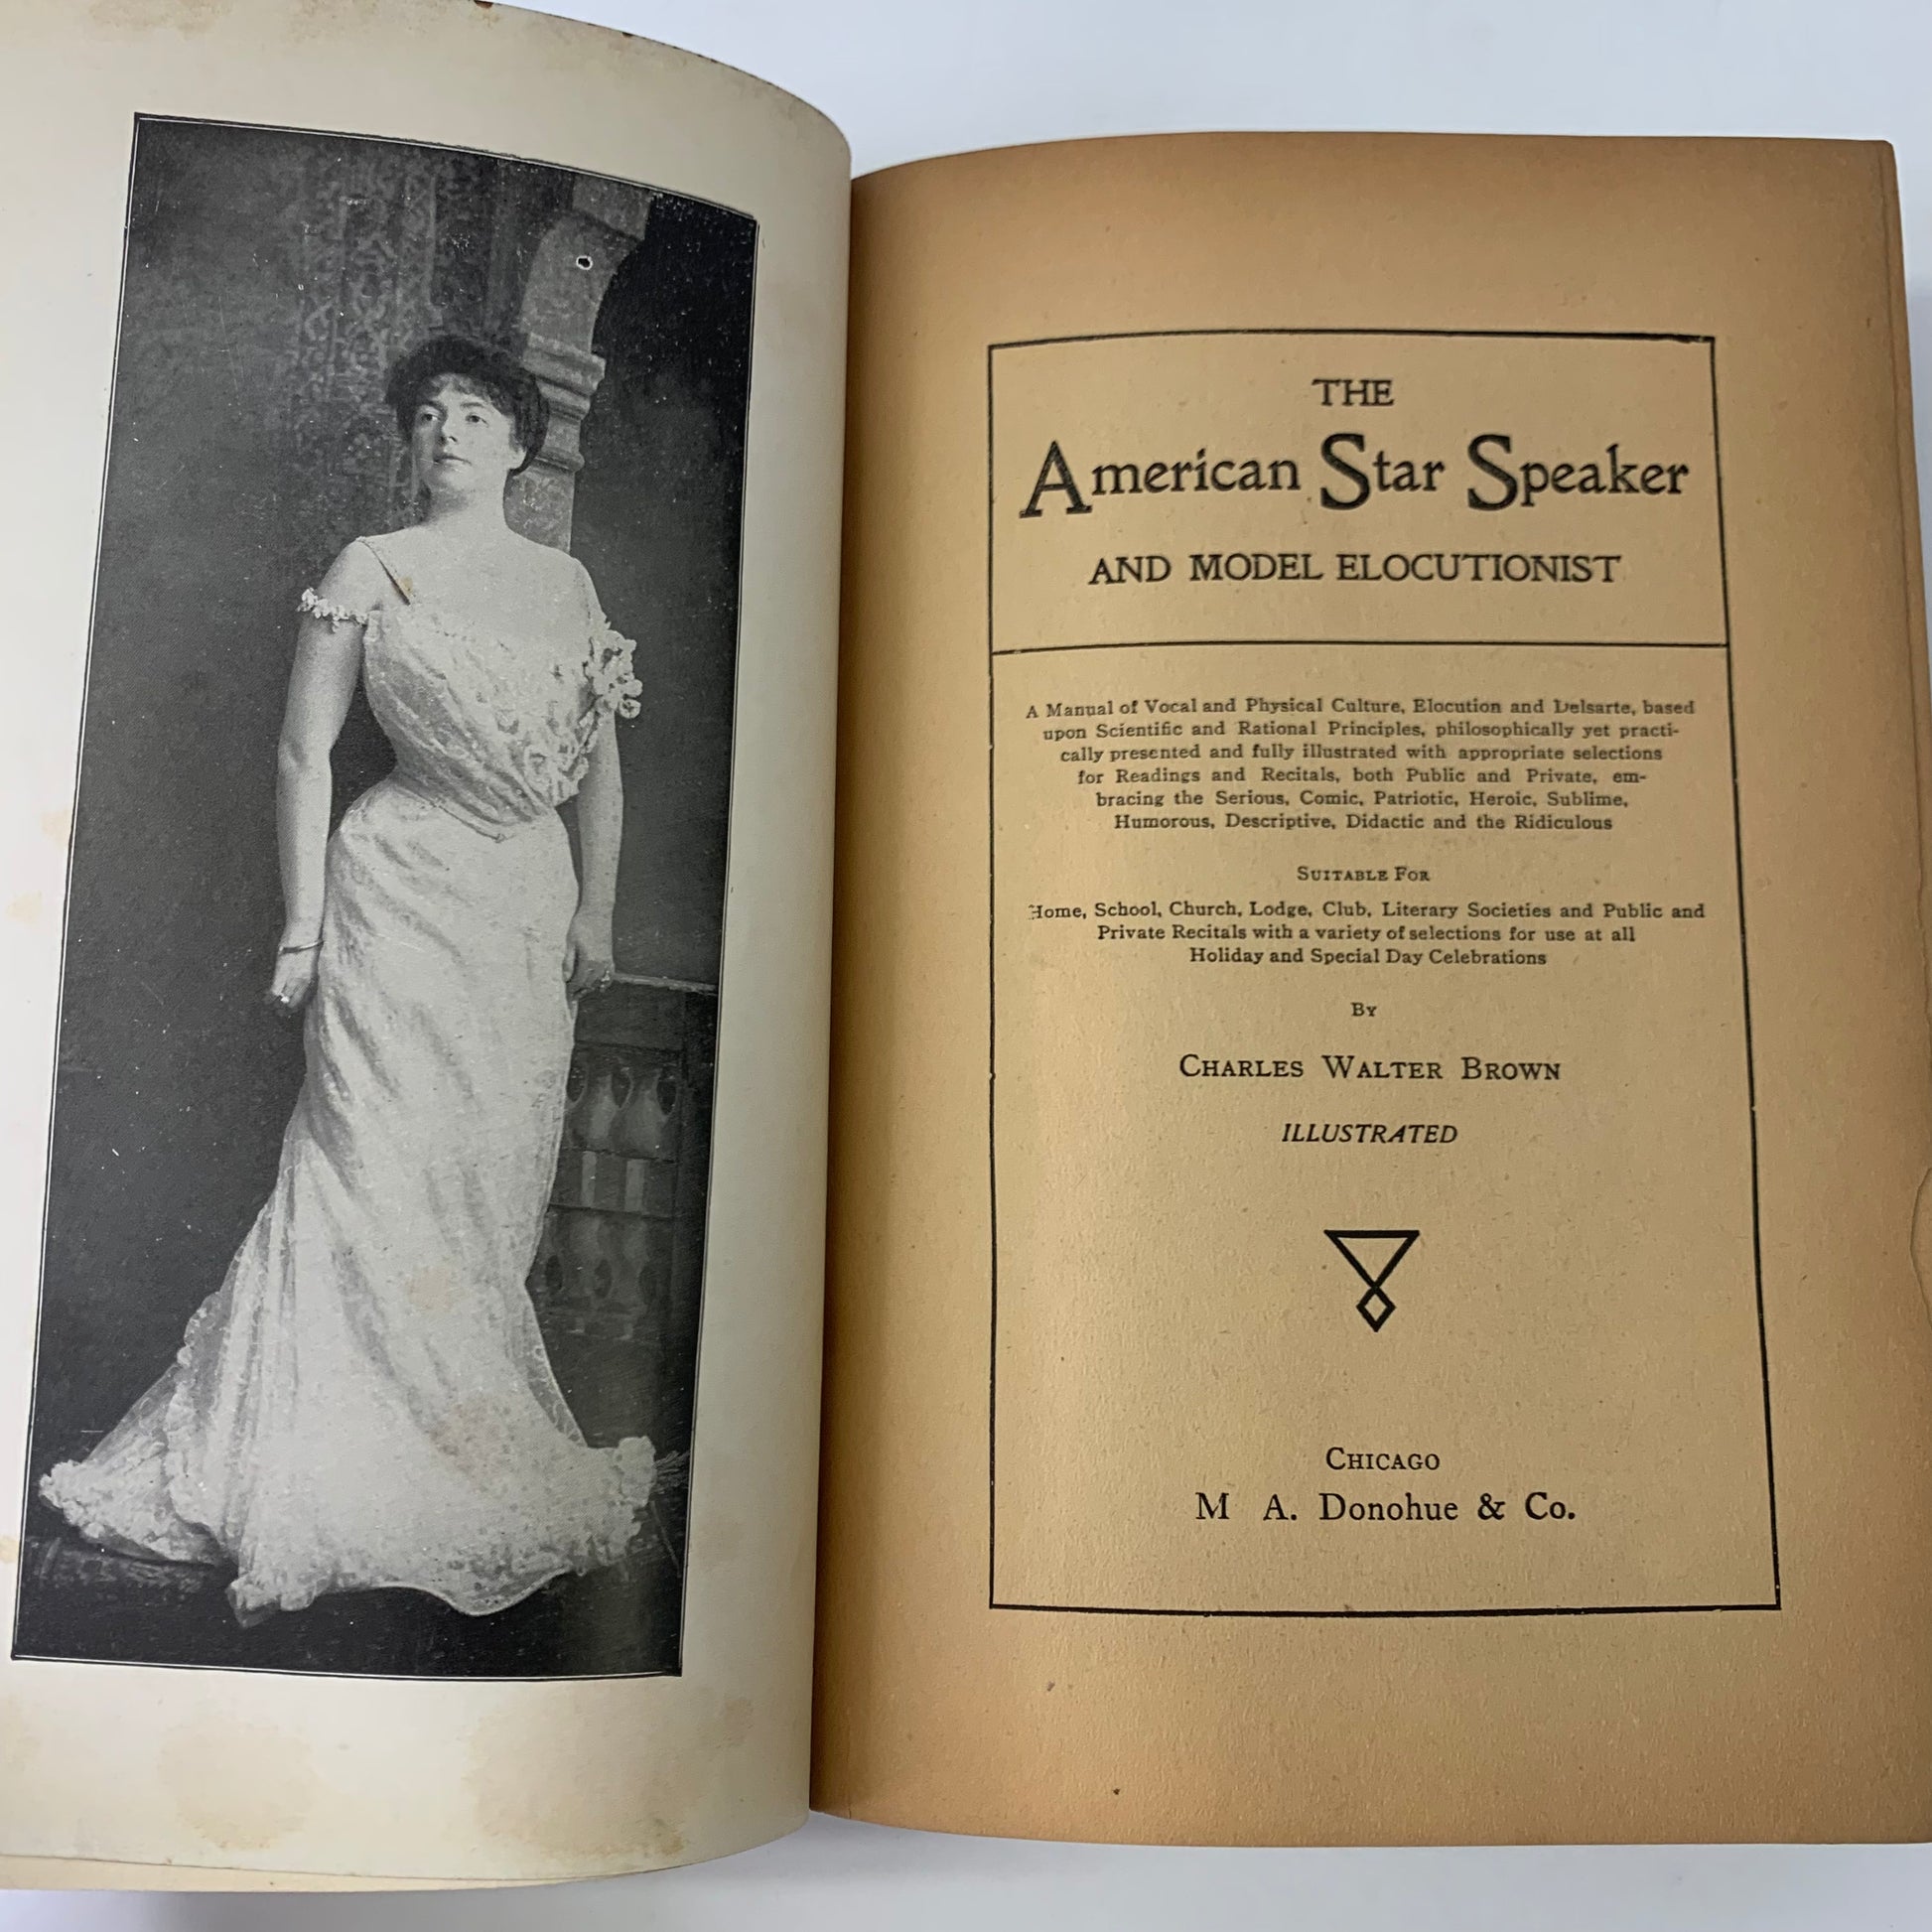 THE
American Star Speaker
AND MODEL ELOCUTIONIST
A Manual of Vocal and Physical Culture, Elocution and Delsarte, based
upon Scientific and Rational Principles, philosophically yet practi-
cally presented and fully illustrated with appropriate selections
for Readings and Recitals, both Public and Private, em-
bracing the Serious, Comic, Patriotic, Heroic, Sublime,
Humorous, Descriptive, Didactic and the Ridiculous
SUITABLE FOR
Home, School, Church, Lodge, Club, Literary Societies and Public and
Private Recitals with a variety of selections for use at all
Holiday and Special Day Celebrations
BY
CHARLES WALTER BROWN
ILLUSTRATED
CHICAGO
M A. Donohue & Co.